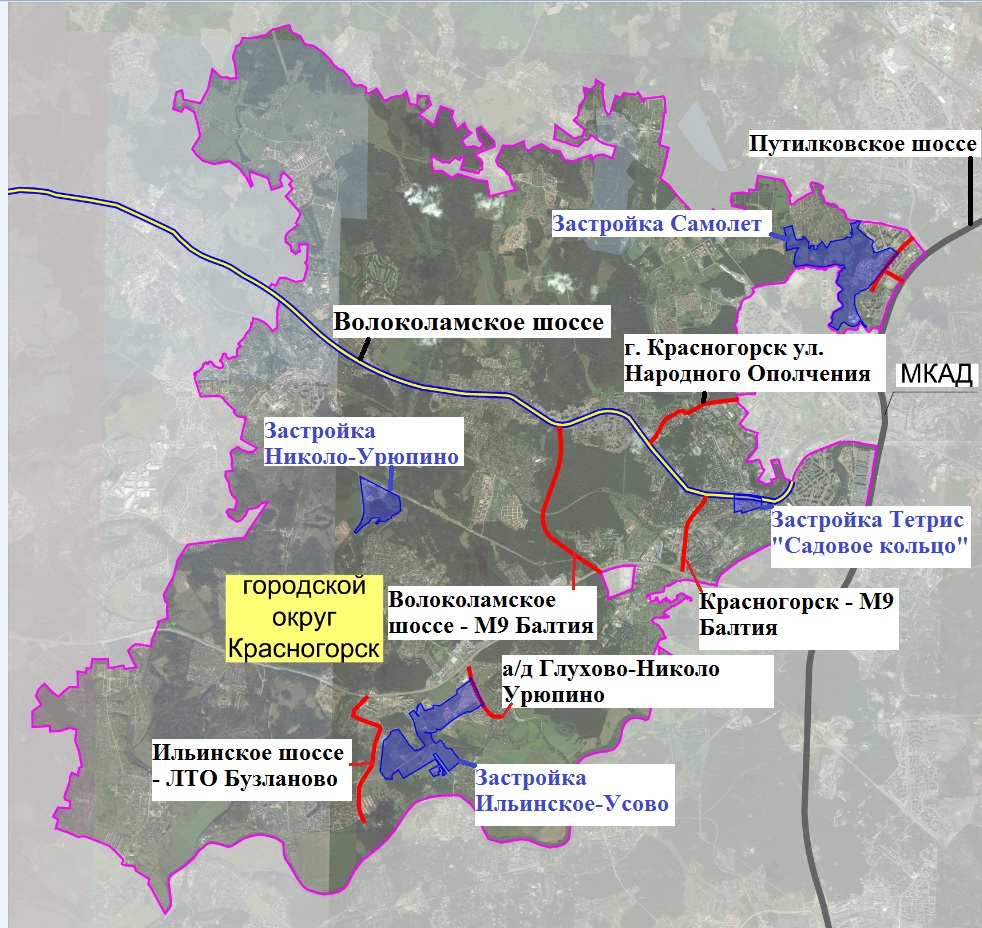 Путилковское шоссе
Застройка Самолет
Волоколамское шоссе
г. Красногорск ул.
Народного Ополчения
МКАД
Застройка
Николо-Урюпино
Застройка Тетрис
"Садовое кольцо"
городской
округ
Красногорск
Волоколамское
шоссе - М9 Балтия
Красногорск - М9
Балтия
а/д Глухово-Николо
Урюпино
Ильинское шоссе
- ЛТО Бузланово
Застройка
Ильинское-Усово